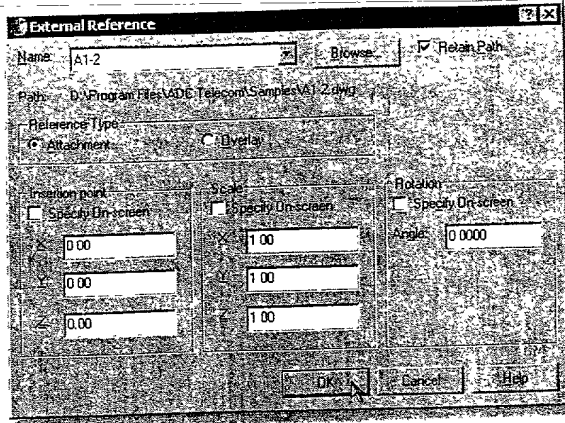 External Reference
Name: A1-2 Browse... Retain Path
Path: D:\Program Files\ADC Telecom\Samples\A1-2.dwg
Reference Type
Attachment Overlay
Insertion point Scale Rotation
Specify On-screen Specify On-screen Specify On-screen
X: 0.00 X: 1.00 Angle: 0.0000
Y: 0.00 Y: 1.00
Z: 0.00 Z: 1.00
OK Cancel Help